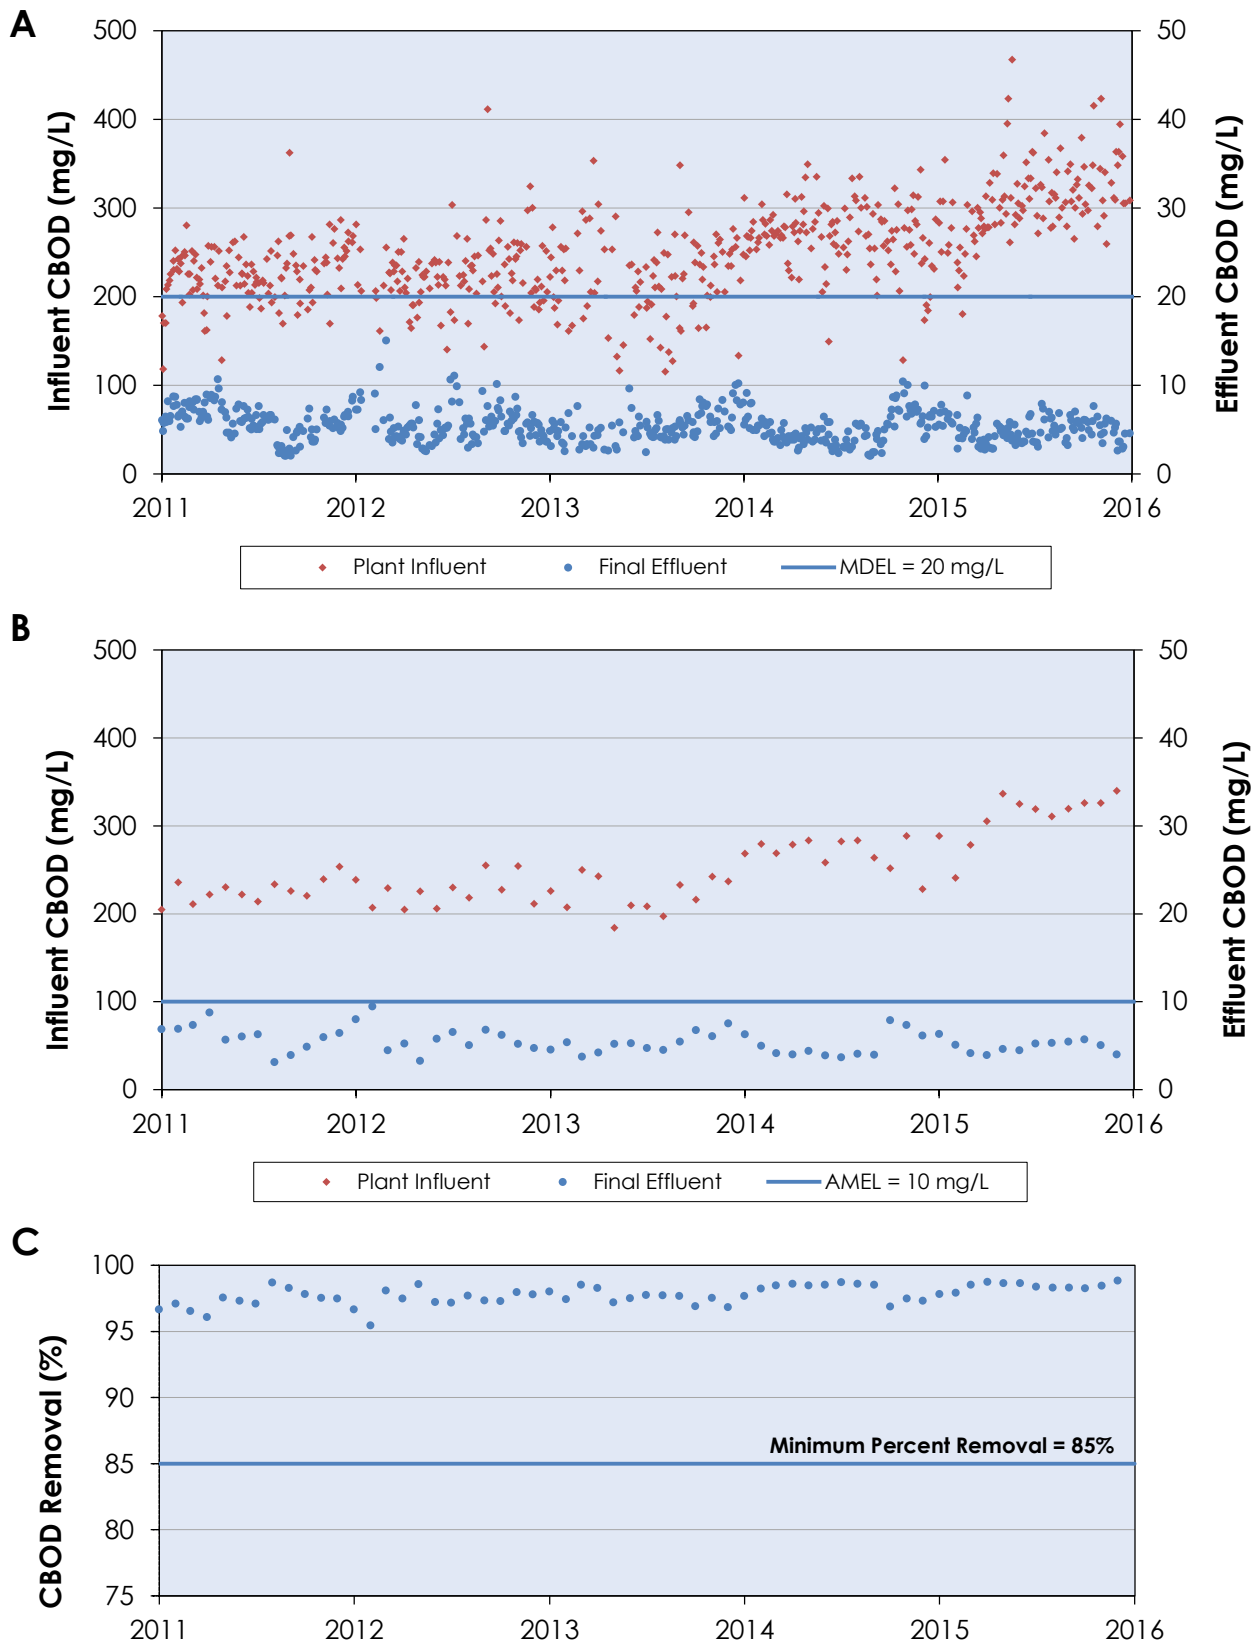 A
500 50
400 40
300 30
200 20
100 10
0 0
Influent CBOD (mg/L)
Effluent CBOD (mg/L)
2011 2012 2013 2014 2015 2016
Plant Influent Final Effluent MDEL = 20 mg/L
B
500 50
400 40
300 30
200 20
100 10
0 0
Influent CBOD (mg/L)
Effluent CBOD (mg/L)
2011 2012 2013 2014 2015 2016
Plant Influent Final Effluent AMEL = 10 mg/L
C
100
95
90
85
80
75
CBOD Removal (%)
Minimum Percent Removal = 85%
2011 2012 2013 2014 2015 2016